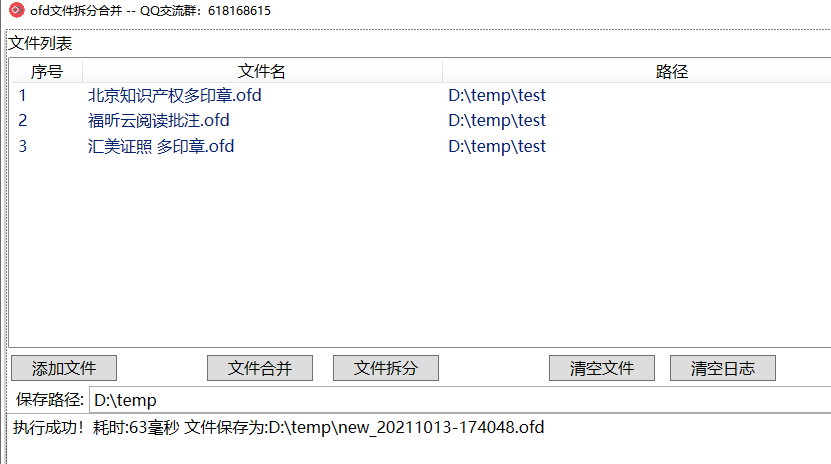 ofd文件拆分合并 -- QQ交流群：618168615
文件列表
序号 文件名 路径
1 北京知识产权多印章.ofd D:\temp\test
2 福昕云阅读批注.ofd D:\temp\test
3 汇美证照 多印章.ofd D:\temp\test
添加文件 文件合并 文件拆分 清空文件 清空日志
保存路径: D:\temp
执行成功！耗时:63毫秒 文件保存为:D:\temp\new_20211013-174048.ofd